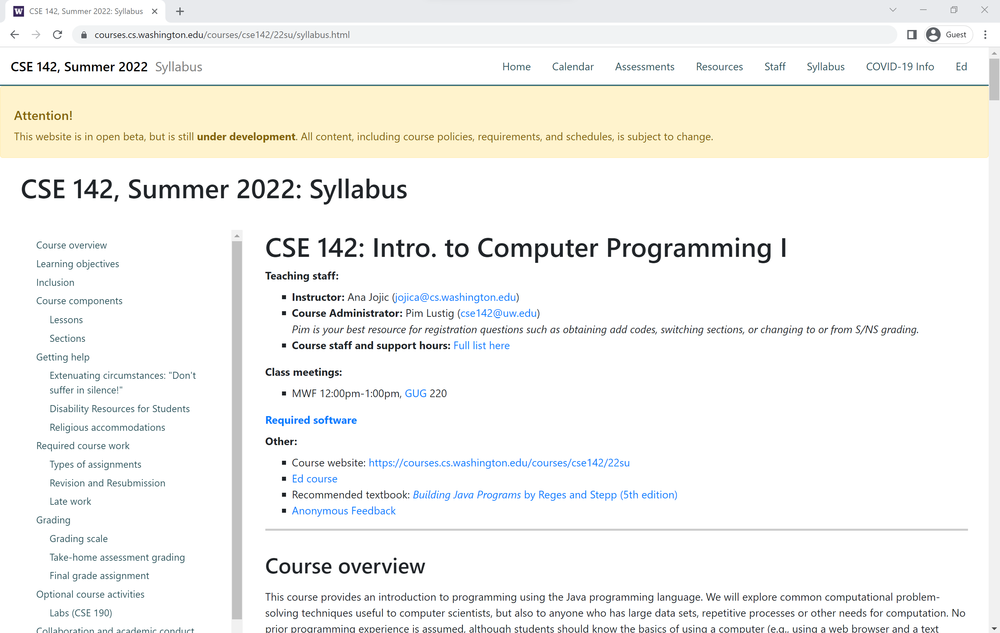 CSE 142, Summer 2022: Syllabus
courses.cs.washington.edu/courses/cse142/22su/syllabus.html
Guest
CSE 142, Summer 2022 Syllabus
Home Calendar Assessments Resources Staff Syllabus COVID-19 Info Ed
Attention!
This website is in open beta, but is still under development. All content, including course policies, requirements, and schedules, is subject to change.
CSE 142, Summer 2022: Syllabus
Course overview
Learning objectives
Inclusion
Course components
Lessons
Sections
Getting help
Extenuating circumstances: "Don't
suffer in silence!"
Disability Resources for Students
Religious accommodations
Required course work
Types of assignments
Revision and Resubmission
Late work
Grading
Grading scale
Take-home assessment grading
Final grade assignment
Optional course activities
Labs (CSE 190)
Collaboration and academic conduct
CSE 142: Intro. to Computer Programming I
Teaching staff:
Instructor: Ana Jojic (jojica@cs.washington.edu)
Course Administrator: Pim Lustig (cse142@uw.edu)
Pim is your best resource for registration questions such as obtaining add codes, switching sections, or changing to or from S/NS grading.
Course staff and support hours: Full list here
Class meetings:
MWF 12:00pm-1:00pm, GUG 220
Required software
Other:
Course website: https://courses.cs.washington.edu/courses/cse142/22su
Ed course
Recommended textbook: Building Java Programs by Reges and Stepp (5th edition)
Anonymous Feedback
Course overview
This course provides an introduction to programming using the Java programming language. We will explore common computational problem-
solving techniques useful to computer scientists, but also to anyone who has large data sets, repetitive processes or other needs for computation. No
prior programming experience is assumed, although students should know the basics of using a computer (e.g., using a web browser and a text